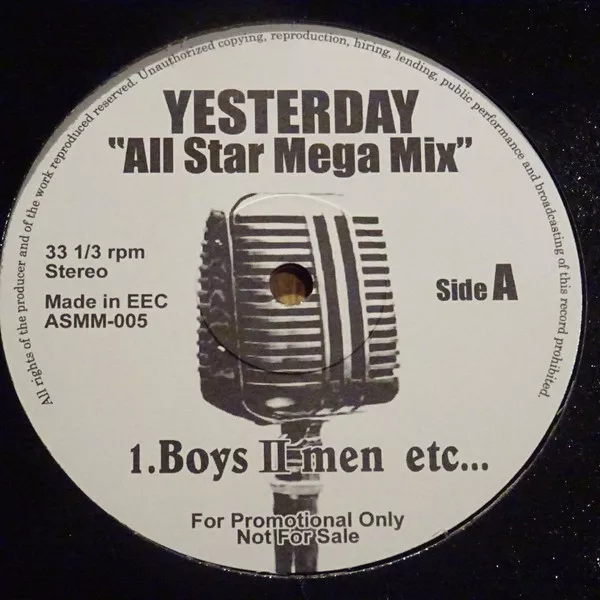 All rights of the producer and of the work reproduced reserved. Unauthorized copying, reproduction, hiring, lending, public performance and broadcasting of this record prohibited.
YESTERDAY
"All Star Mega Mix"
33 1/3 rpm
Stereo
Made in EEC
ASMM-005
Side A
1.Boys II men etc...
For Promotional Only
Not For Sale